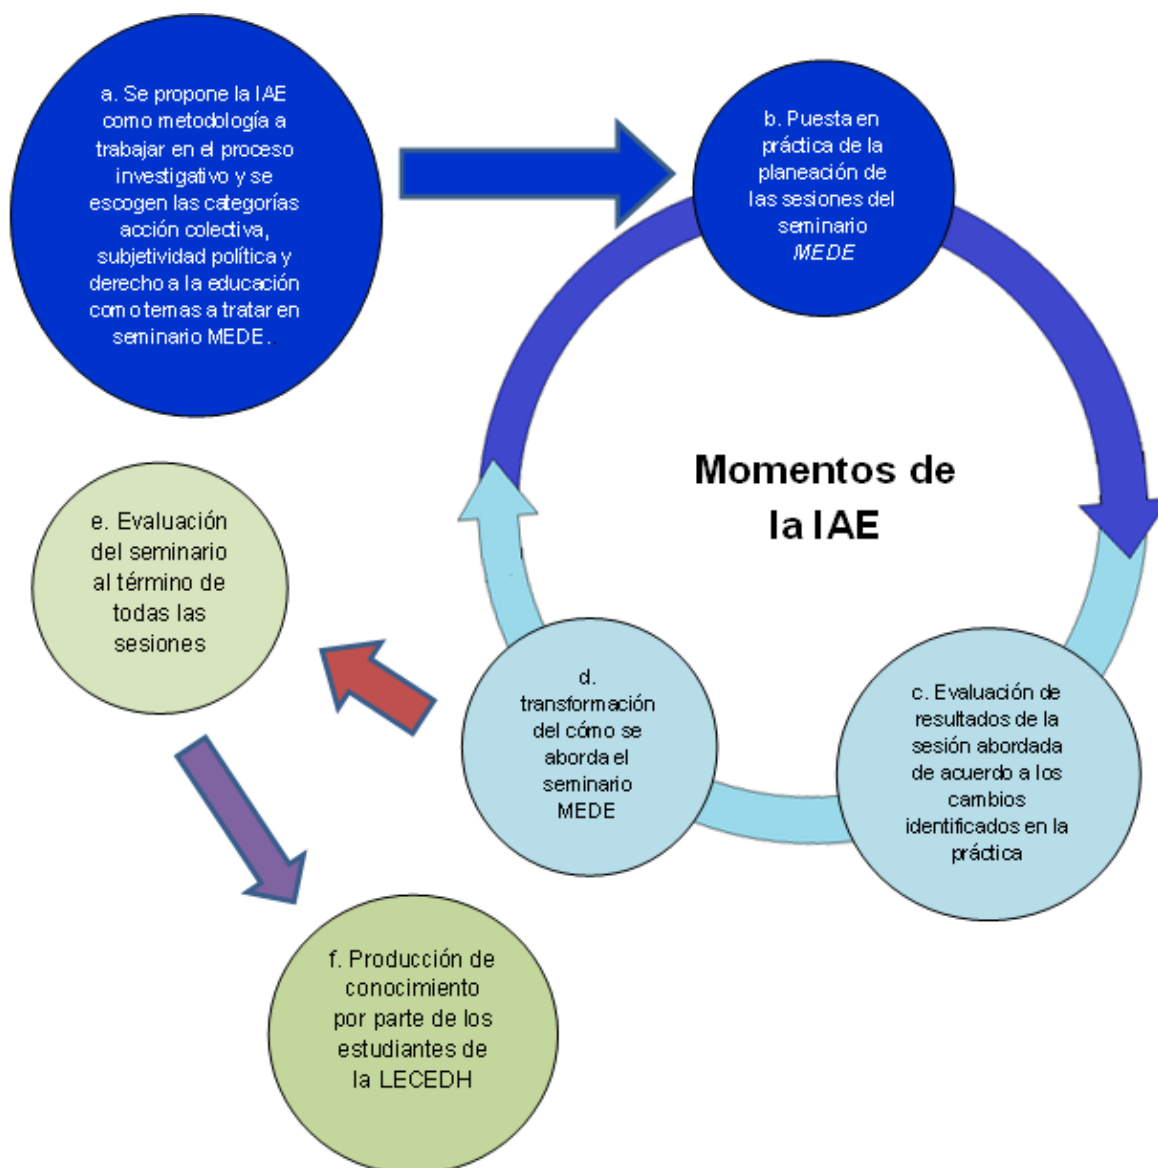 a. Se propone la IAE
como metodología a
trabajar en el proceso
investigativo y se
escogen las categorías
acción colectiva,
subjetividad política y
derecho a la educación
como temas a tratar en
seminario MEDE..
b. Puesta en
práctica de la
planeación de
las sesiones del
seminario
MEDE
Momentos de
la IAE
c. Evaluación de
resultados de la
sesión abordada
de acuerdo a los
cambios
identificados en la
práctica
d.
transformación
del cómo se
aborda el
seminario
MEDE
e. Evaluación
del seminario
al término de
todas las
sesiones
f. Producción de
conocimiento
por parte de los
estudiantes de
la LECEDH